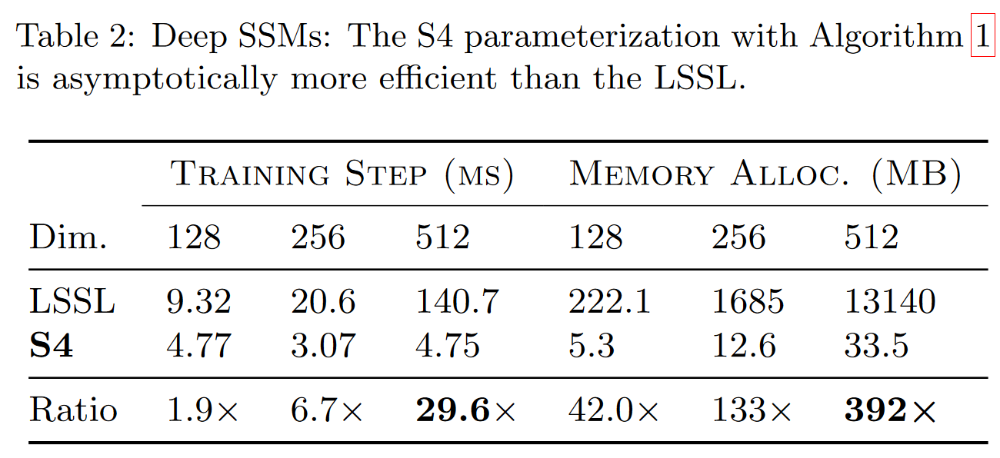 Table 2: Deep SSMs: The S4 parameterization with Algorithm 1
is asymptotically more efficient than the LSSL.
TRAINING STEP (MS) MEMORY ALLOC. (MB)
Dim. 128 256 512 128 256 512
LSSL 9.32 20.6 140.7 222.1 1685 13140
S4 4.77 3.07 4.75 5.3 12.6 33.5
Ratio 1.9× 6.7× 29.6× 42.0× 133× 392×